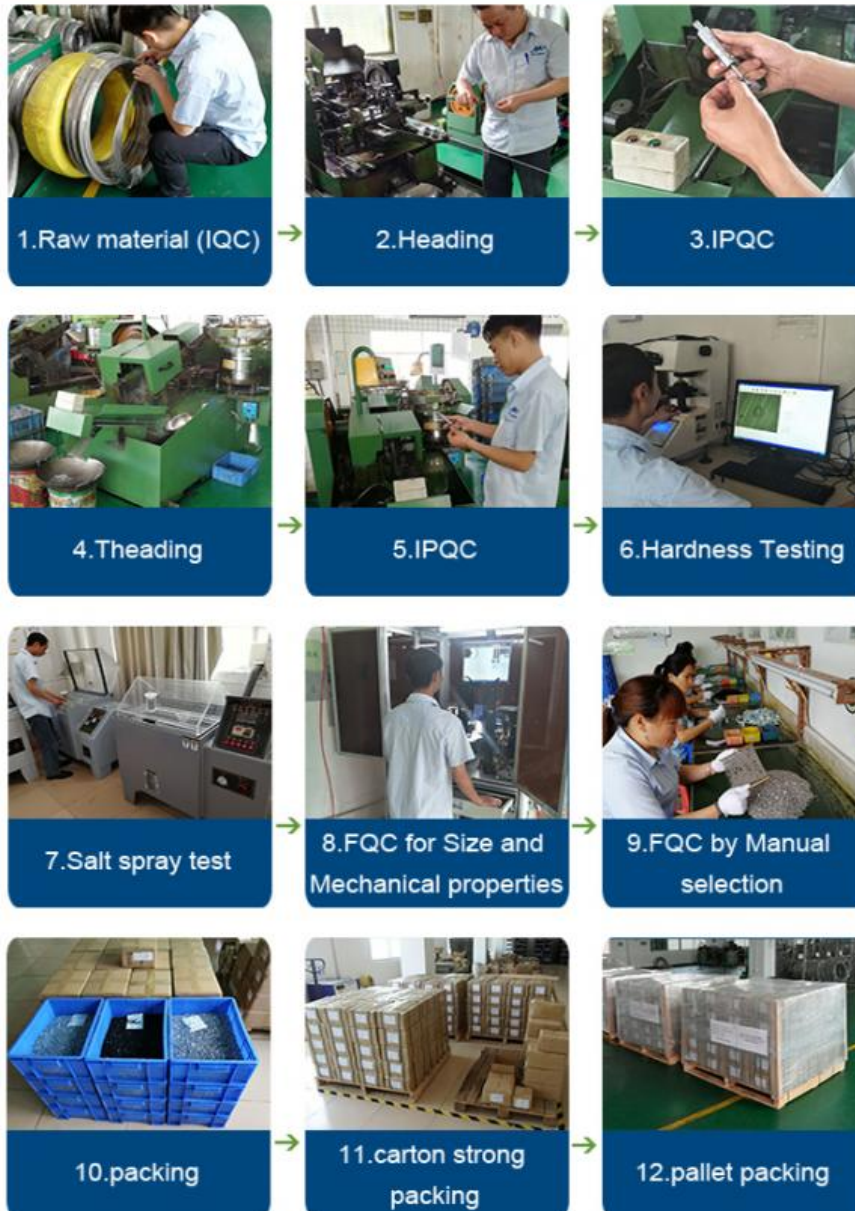 1.Raw material (IQC)
2.Heading
3.IPQC
4.Theading
5.IPQC
6.Hardness Testing
7.Salt spray test
8.FQC for Size and
Mechanical properties
9.FQC by Manual
selection
10.packing
11.carton strong
packing
12.pallet packing